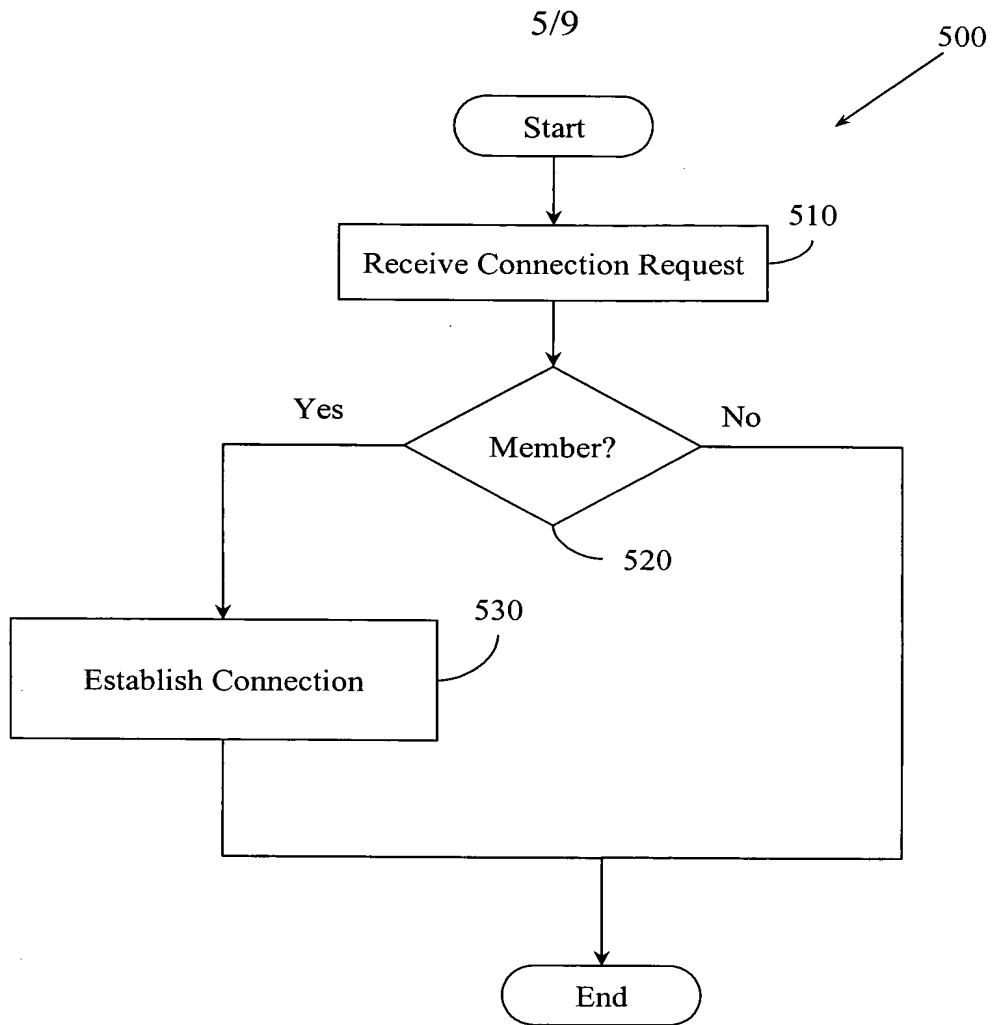 5/9
500
Start
510
Receive Connection Request
Yes
No
Member?
520
530
Establish Connection
End